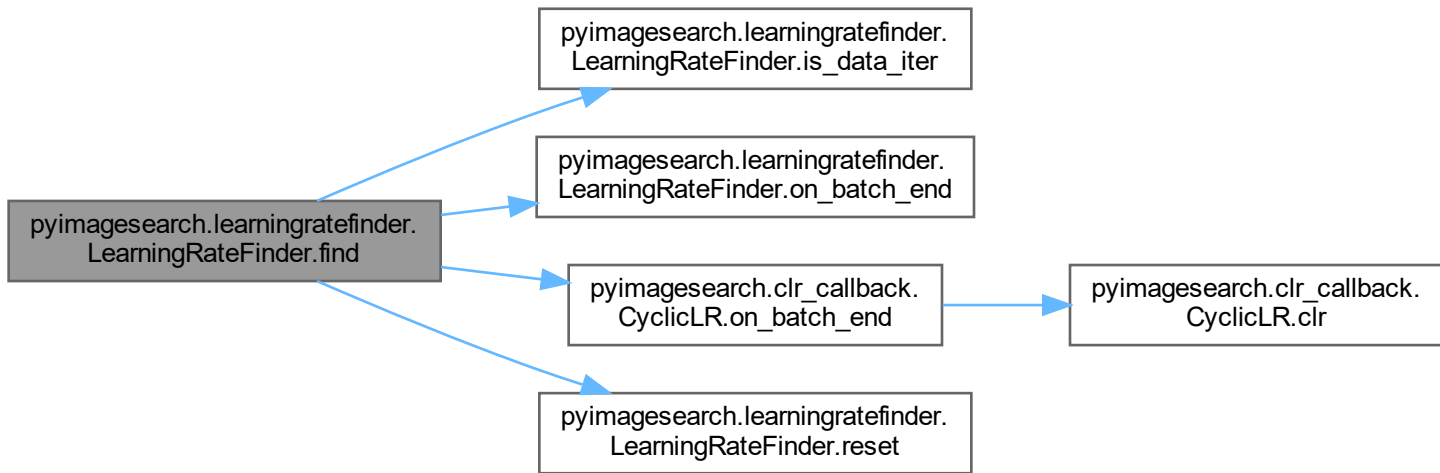 pyimagesearch.learningratefinder.
LearningRateFinder.find
pyimagesearch.learningratefinder.
LearningRateFinder.is_data_iter
pyimagesearch.learningratefinder.
LearningRateFinder.on_batch_end
pyimagesearch.clr_callback.
CyclicLR.on_batch_end
pyimagesearch.clr_callback.
CyclicLR.clr
pyimagesearch.learningratefinder.
LearningRateFinder.reset